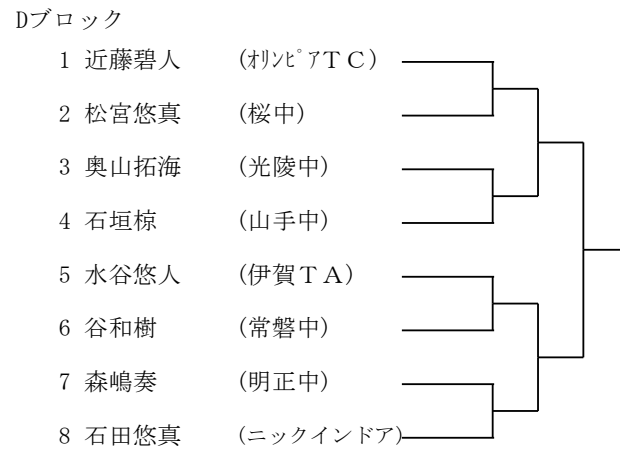 Dブロック
1 近藤碧人 (ｵﾘﾝﾋﾟｱＴＣ)
2 松宮悠真 (桜中)
3 奥山拓海 (光陵中)
4 石垣椋 (山手中)
5 水谷悠人 (伊賀ＴＡ)
6 谷和樹 (常磐中)
7 森嶋奏 (明正中)
8 石田悠真 (ニックインドア)